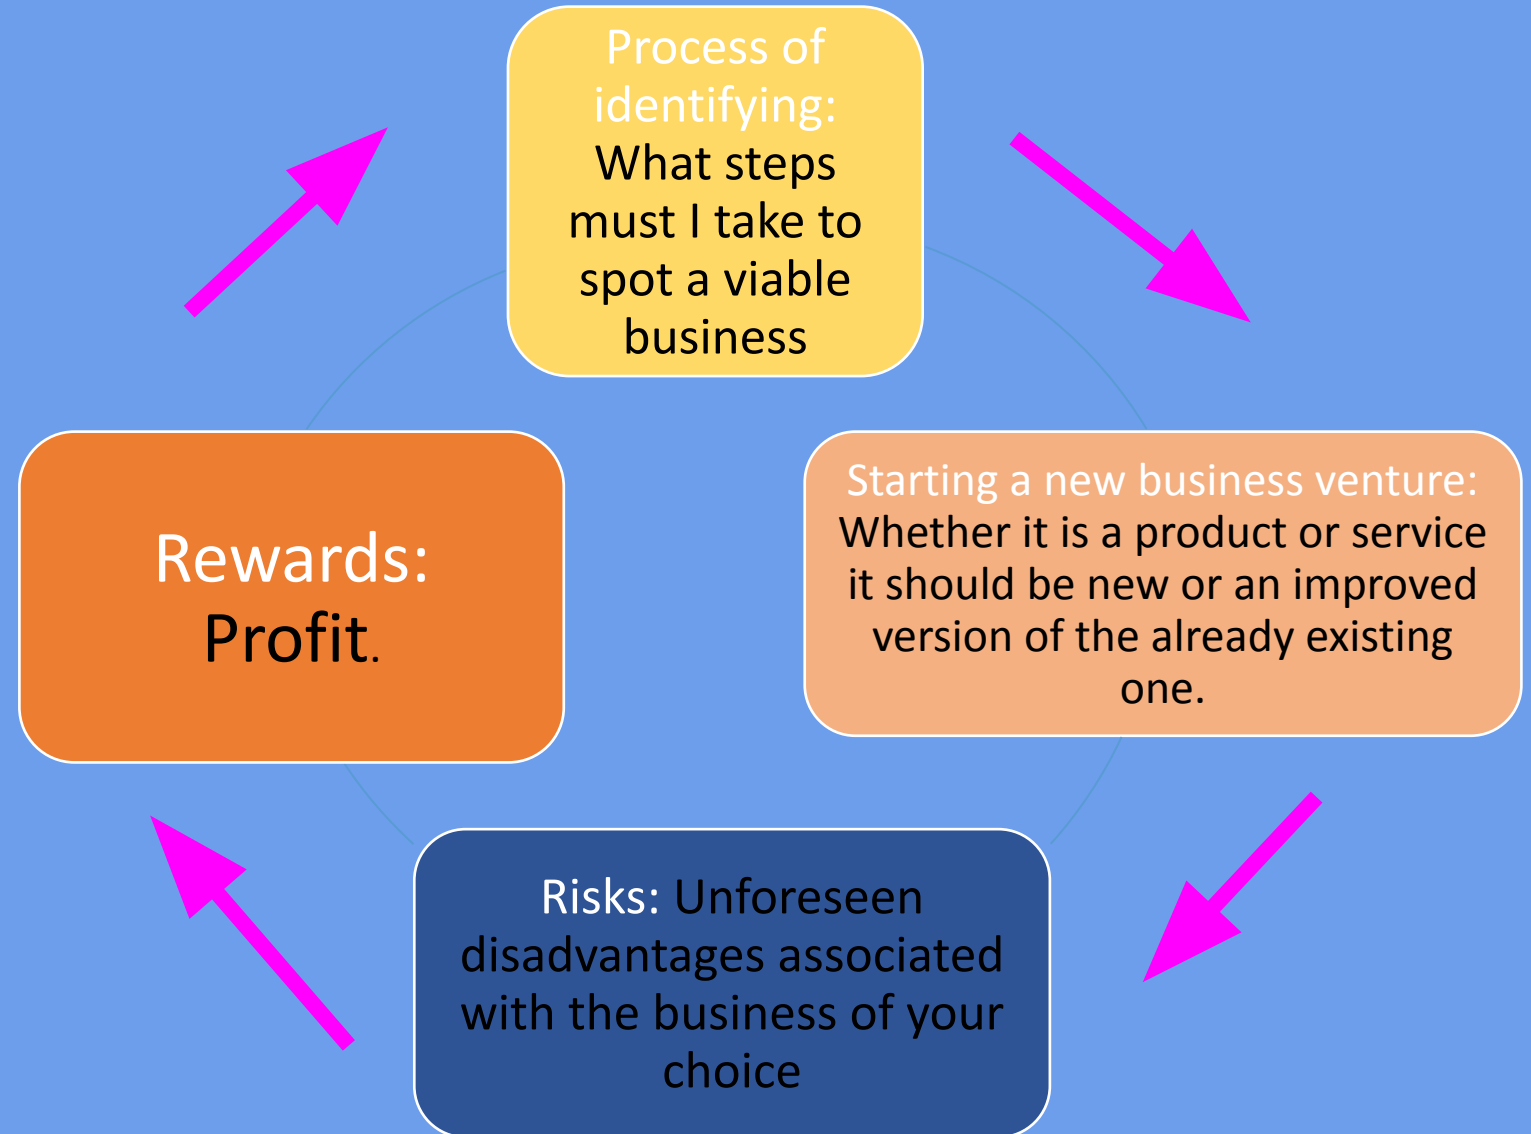 Process of
identifying:
What steps
must I take to
spot a viable
business
Starting a new business venture:
Whether it is a product or service
it should be new or an improved
version of the already existing
one.
Risks: Unforeseen
disadvantages associated
with the business of your
choice
Rewards:
Profit.